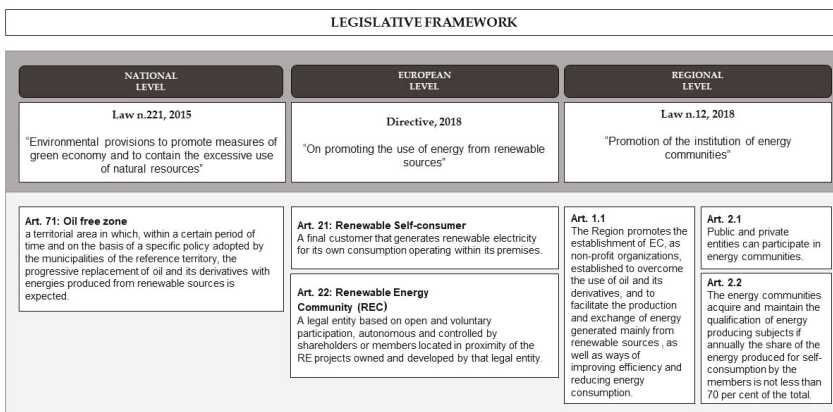 LEGISLATIVE FRAMEWORK
NATIONAL
LEVEL
Law n.221, 2015
"Environmental provisions to promote measures of
green economy and to contain the excessive use
of natural resources"
EUROPEAN
LEVEL
Directive, 2018
"On promoting the use of energy from renewable
sources"
REGIONAL
LEVEL
Law n.12, 2018
"Promotion of the institution of energy
communities"
Art. 71: Oil free zone
a territorial area in which, within a certain period of
time and on the basis of a specific policy adopted by
the municipalities of the reference territory, the
progressive replacement of oil and its derivatives with
energies produced from renewable sources is
expected.
Art. 21: Renewable Self-consumer
A final customer that generates renewable electricity
for its own consumption operating within its premises.
Art. 22: Renewable Energy
Community (REC)
A legal entity based on open and voluntary
participation, autonomous and controlled by
shareholders or members located in proximity of the
RE projects owned and developed by that legal entity.
Art. 1.1
The Region promotes the
establishment of EC, as
non-profit organizations,
established to overcome
the use of oil and its
derivatives, and to
facilitate the production
and exchange of energy
generated mainly from
renewable sources , as
well as ways of
improving efficiency and
reducing energy
consumption.
Art. 2.1
Public and private
entities can participate in
energy communities.
Art. 2.2
The energy communities
acquire and maintain the
qualification of energy
producing subjects if
annually the share of the
energy produced for self-
consumption by the
members is not less than
70 per cent of the total.